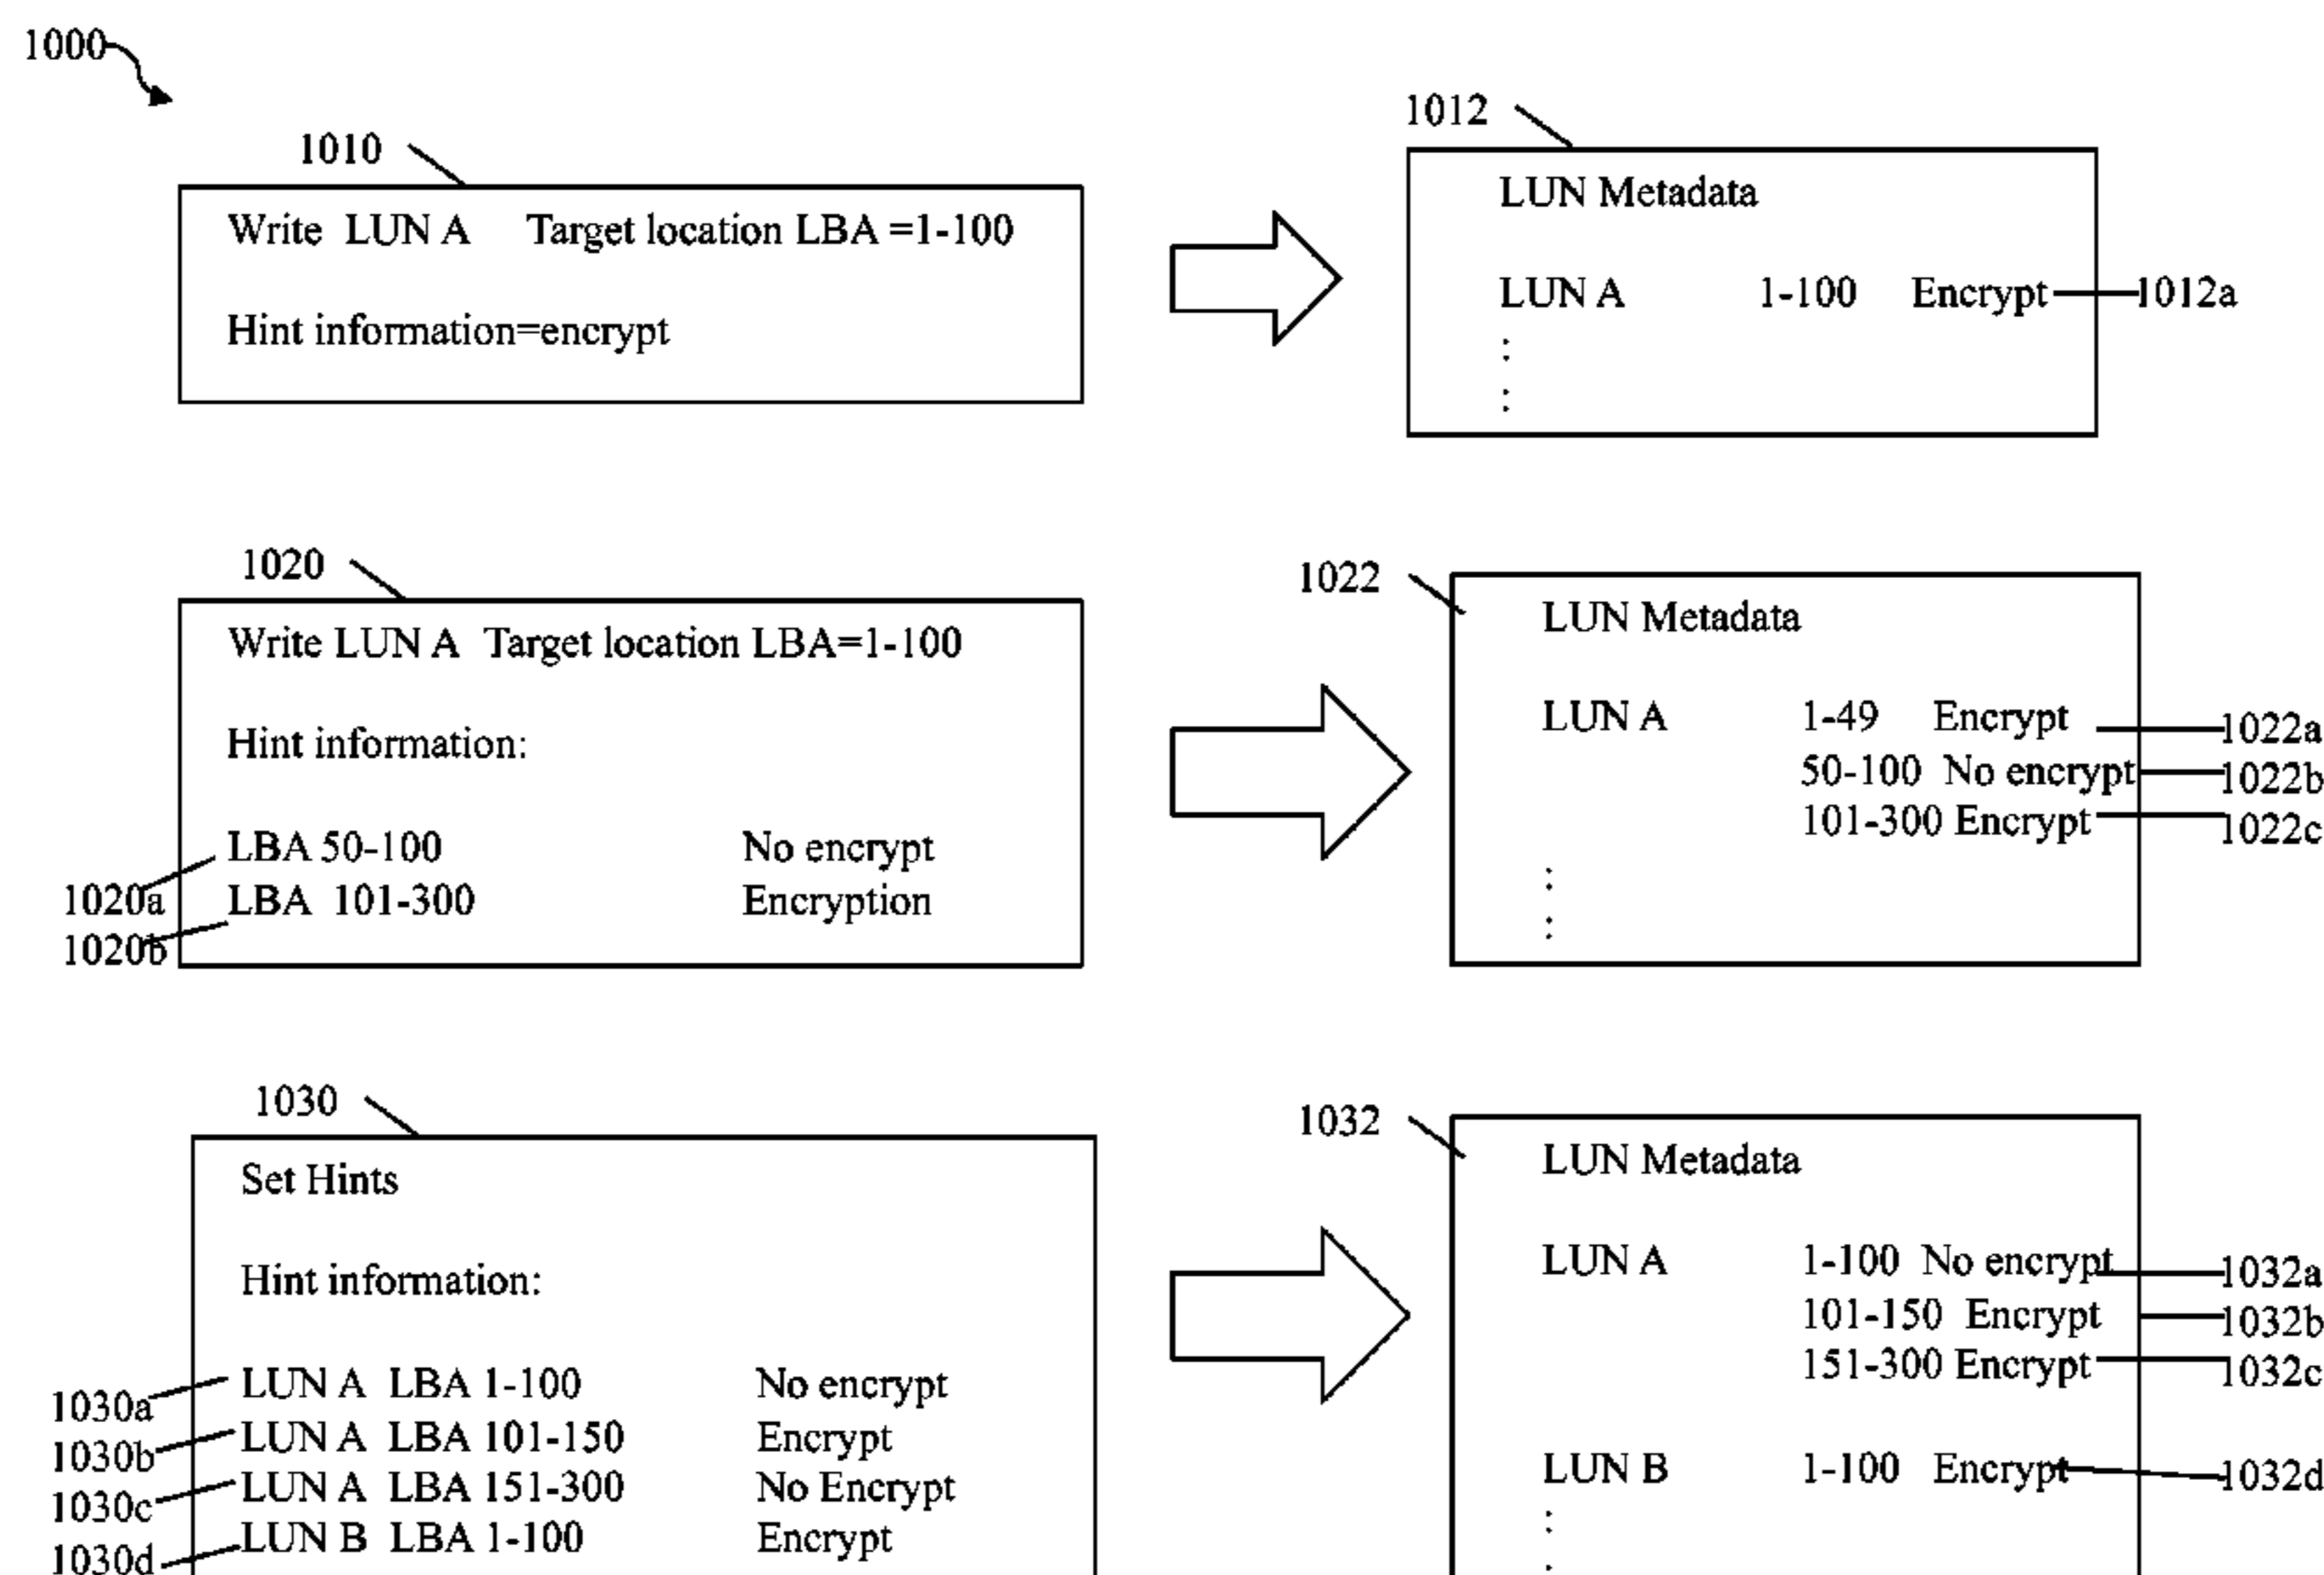 1000
1010
Write LUN A Target location LBA =1-100
Hint information=encrypt
1012
LUN Metadata
LUN A 1-100 Encrypt 1012a
:
:
1020
Write LUN A Target location LBA=1-100
Hint information:
LBA 50-100 No encrypt
1020a LBA 101-300 Encryption
1020b
1022
LUN Metadata
LUN A 1-49 Encrypt 1022a
50-100 No encrypt 1022b
101-300 Encrypt 1022c
:
:
1030
Set Hints
Hint information:
LUN A LBA 1-100 No encrypt
1030a
LUN A LBA 101-150 Encrypt
1030b
LUN A LBA 151-300 No Encrypt
1030c
LUN B LBA 1-100 Encrypt
1030d
1032
LUN Metadata
LUN A 1-100 No encrypt 1032a
101-150 Encrypt 1032b
151-300 Encrypt 1032c
LUN B 1-100 Encrypt 1032d
:
.